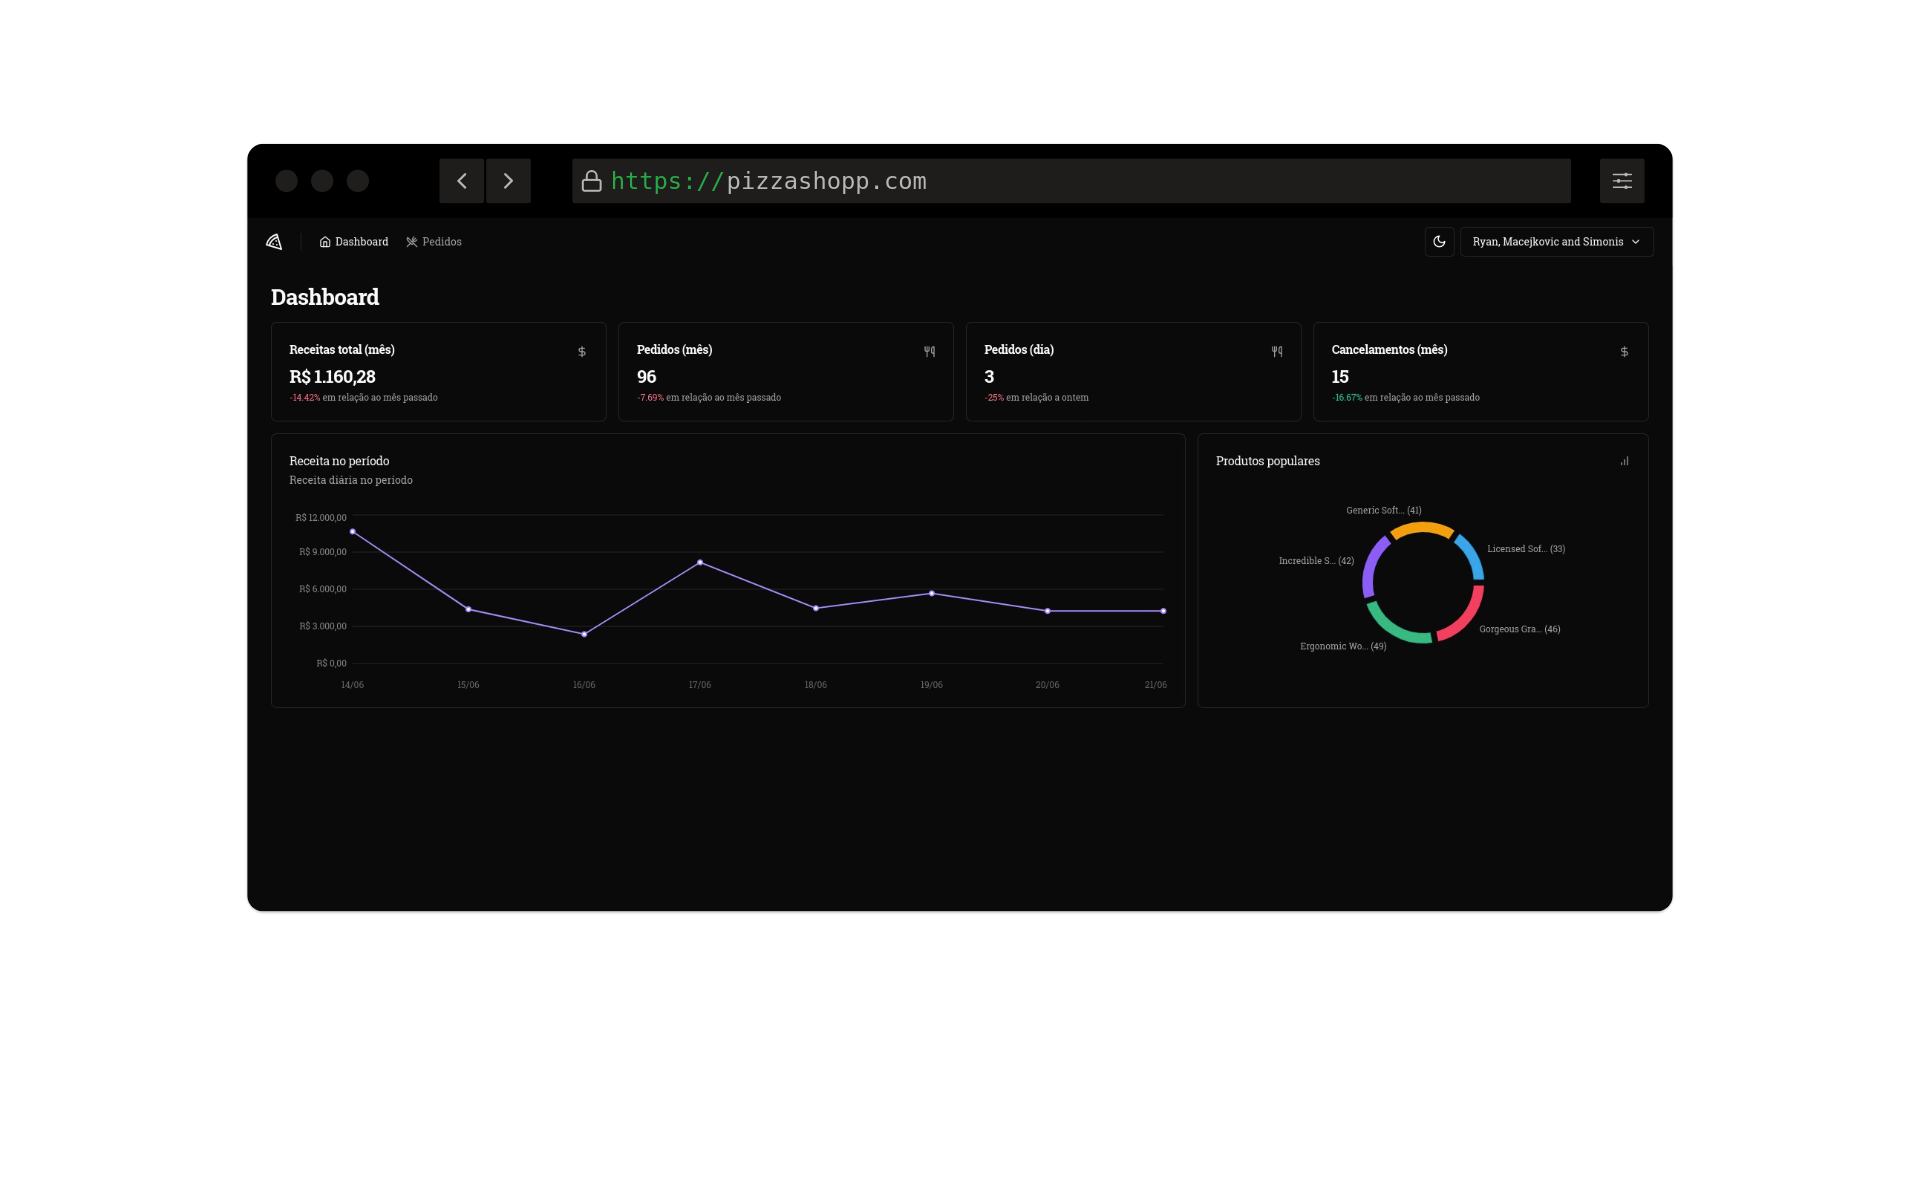 https://pizzashopp.com
Dashboard
Pedidos
Ryan, Macejkovic and Simonis
Dashboard
Receitas total (mês)
R$ 1.160,28
-14.42% em relação ao mês passado
Pedidos (mês)
96
-7.69% em relação ao mês passado
Pedidos (dia)
3
-25% em relação a ontem
Cancelamentos (mês)
15
-16.67% em relação ao mês passado
Receita no período
Receita diária no período
R$ 12.000,00
R$ 9.000,00
R$ 6.000,00
R$ 3.000,00
R$ 0,00
14/06
15/06
16/06
17/06
18/06
19/06
20/06
21/06
Produtos populares
Generic Soft... (41)
Licensed Sof... (33)
Incredible S... (42)
Gorgeous Gra... (46)
Ergonomic Wo... (49)